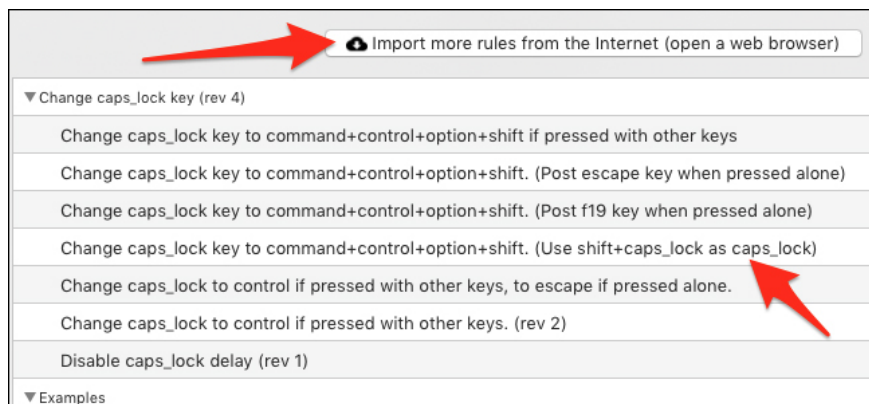 Import more rules from the Internet (open a web browser)
Change caps_lock key (rev 4)
Change caps_lock key to command+control+option+shift if pressed with other keys
Change caps_lock key to command+control+option+shift. (Post escape key when pressed alone)
Change caps_lock key to command+control+option+shift. (Post f19 key when pressed alone)
Change caps_lock key to command+control+option+shift. (Use shift+caps_lock as caps_lock)
Change caps_lock to control if pressed with other keys, to escape if pressed alone.
Change caps_lock to control if pressed with other keys. (rev 2)
Disable caps_lock delay (rev 1)
Examples